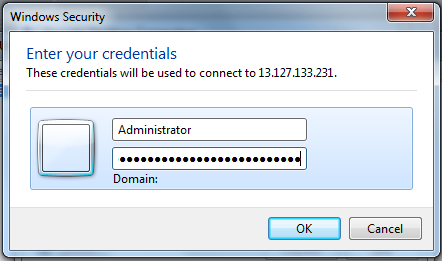 Windows Security
Enter your credentials
These credentials will be used to connect to 13.127.133.231.
Administrator
●●●●●●●●●●●●●●●●●●●●●●●●●●
Domain:
OK
Cancel